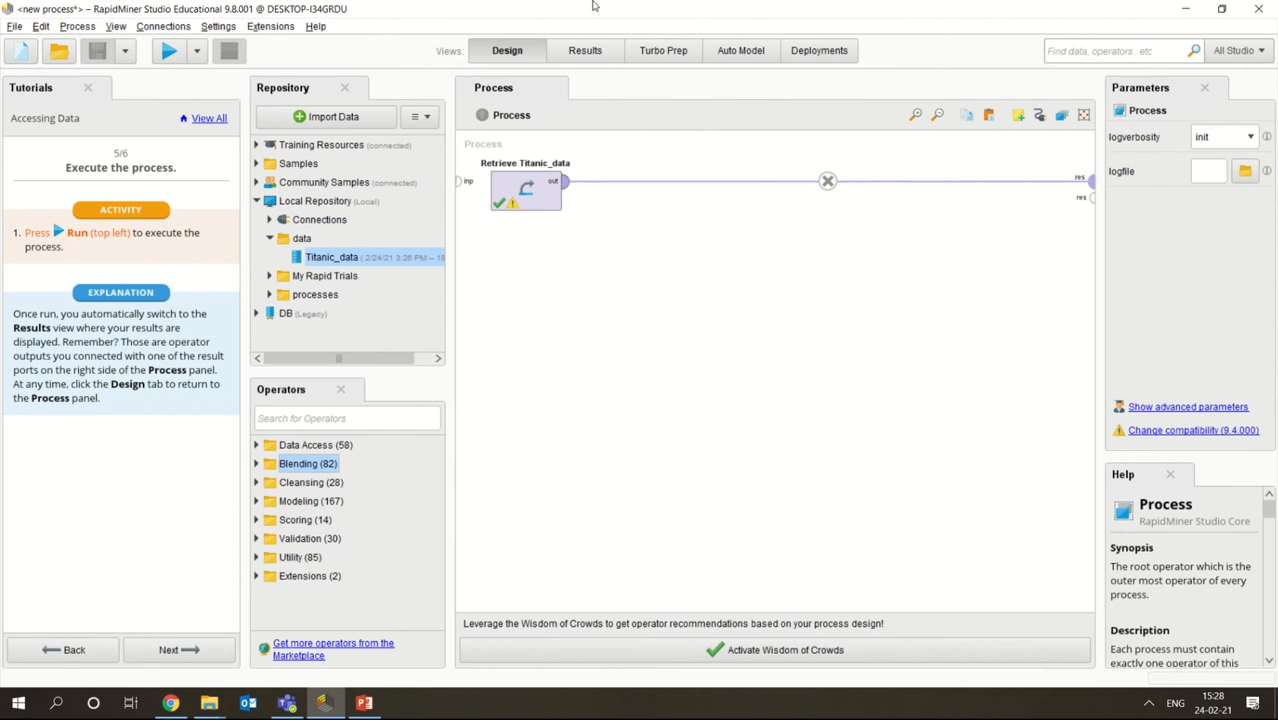 <new process*> – RapidMiner Studio Educational 9.8.001 @ DESKTOP-I34GRDU
File Edit Process View Connections Settings Extensions Help
Views: Design Results Turbo Prep Auto Model Deployments
Find data, operators...etc All Studio
Tutorials
Accessing Data View All
5/6
Execute the process.
ACTIVITY
1. Press Run (top left) to execute the
process.
EXPLANATION
Once run, you automatically switch to the
Results view where your results are
displayed. Remember? Those are operator
outputs you connected with one of the result
ports on the right side of the Process panel.
At any time, click the Design tab to return to
the Process panel.
Back Next
Repository
Import Data
Training Resources (connected)
Samples
Community Samples (connected)
Local Repository (Local)
Connections
data
Titanic_data (2/24/21 3:26 PM – 18
My Rapid Trials
processes
DB (Legacy)
Operators
Search for Operators
Data Access (58)
Blending (82)
Cleansing (28)
Modeling (167)
Scoring (14)
Validation (30)
Utility (85)
Extensions (2)
Get more operators from the
Marketplace
Process
Process
Process
Retrieve Titanic_data
inp out res
res
Leverage the Wisdom of Crowds to get operator recommendations based on your process design!
Activate Wisdom of Crowds
Parameters
Process
logverbosity init
logfile
Show advanced parameters
Change compatibility (9.4.000)
Help
Process
RapidMiner Studio Core
Synopsis
The root operator which is the
outer most operator of every
process.
Description
Each process must contain
exactly one operator of this
ENG 15:28
24-02-21